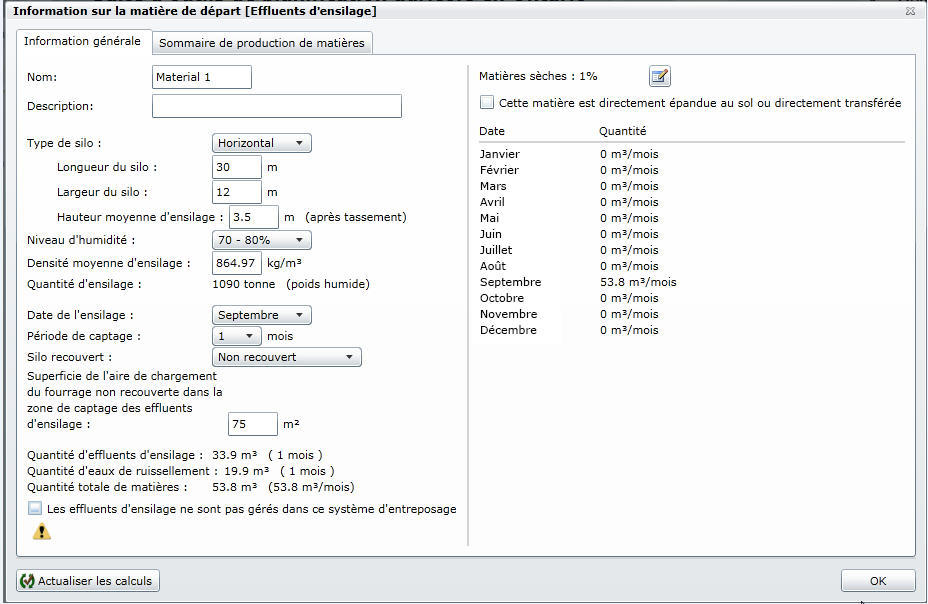 Information sur la matière de départ [Effluents d'ensilage]
Information générale
Sommaire de production de matières
Nom:
Material 1
Description:
Type de silo :
Horizontal
Longueur du silo :
30
m
Largeur du silo :
12
m
Hauteur moyenne d'ensilage :
3.5
m (après tassement)
Niveau d'humidité :
70 - 80%
Densité moyenne d'ensilage :
864.97
kg/m³
Quantité d'ensilage :
1090 tonne (poids humide)
Date de l'ensilage :
Septembre
Période de captage :
1
mois
Silo recouvert :
Non recouvert
Superficie de l'aire de chargement
du fourrage non recouverte dans la
zone de captage des effluents
d'ensilage :
75
m²
Quantité d'effluents d'ensilage : 33.9 m³ ( 1 mois )
Quantité d'eaux de ruissellement : 19.9 m³ ( 1 mois )
Quantité totale de matières : 53.8 m³ (53.8 m³/mois)
Les effluents d'ensilage ne sont pas gérés dans ce système d'entreposage
Matières sèches : 1%
Cette matière est directement épandue au sol ou directement transférée
Date Quantité
Janvier 0 m³/mois
Février 0 m³/mois
Mars 0 m³/mois
Avril 0 m³/mois
Mai 0 m³/mois
Juin 0 m³/mois
Juillet 0 m³/mois
Août 0 m³/mois
Septembre 53.8 m³/mois
Octobre 0 m³/mois
Novembre 0 m³/mois
Décembre 0 m³/mois
Actualiser les calculs
OK